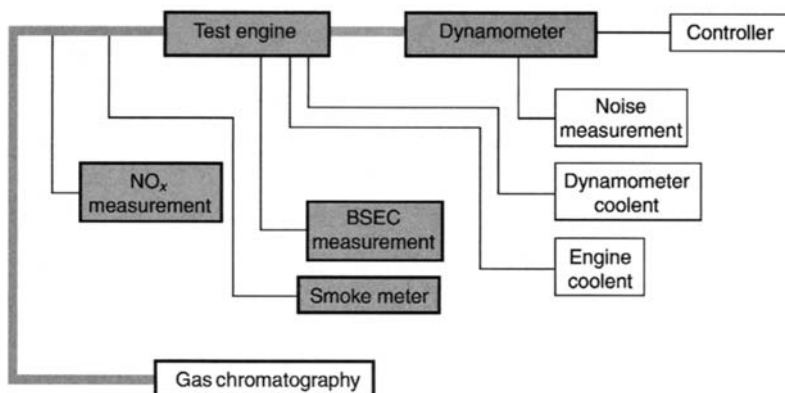 Test engine
Dynamometer
Controller
Noise
measurement
NOx
measurement
Dynamometer
coolent
BSEC
measurement
Engine
coolent
Smoke meter
Gas chromatography